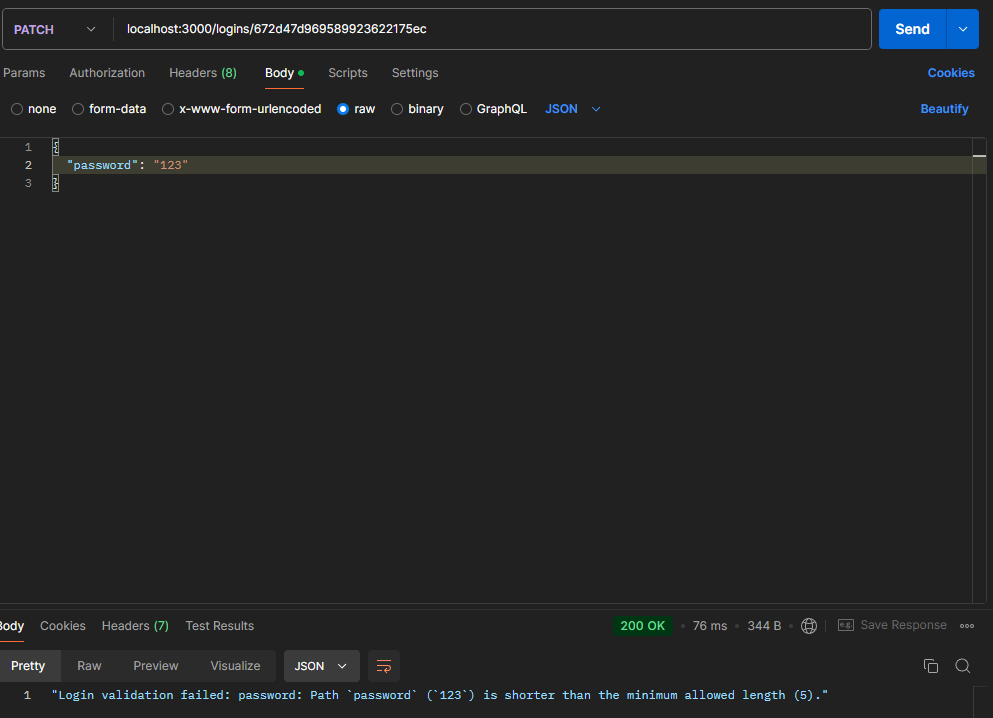 PATCH localhost:3000/logins/672d47d969589923622175ec Send
Params Authorization Headers (8) Body Scripts Settings Cookies
none form-data x-www-form-urlencoded raw binary GraphQL JSON Beautify
1 {
2 "password": "123"
3 }
Body Cookies Headers (7) Test Results 200 OK 76 ms 344 B e.g. Save Response
Pretty Raw Preview Visualize JSON
1 "Login validation failed: password: Path `password` (`123`) is shorter than the minimum allowed length (5)."